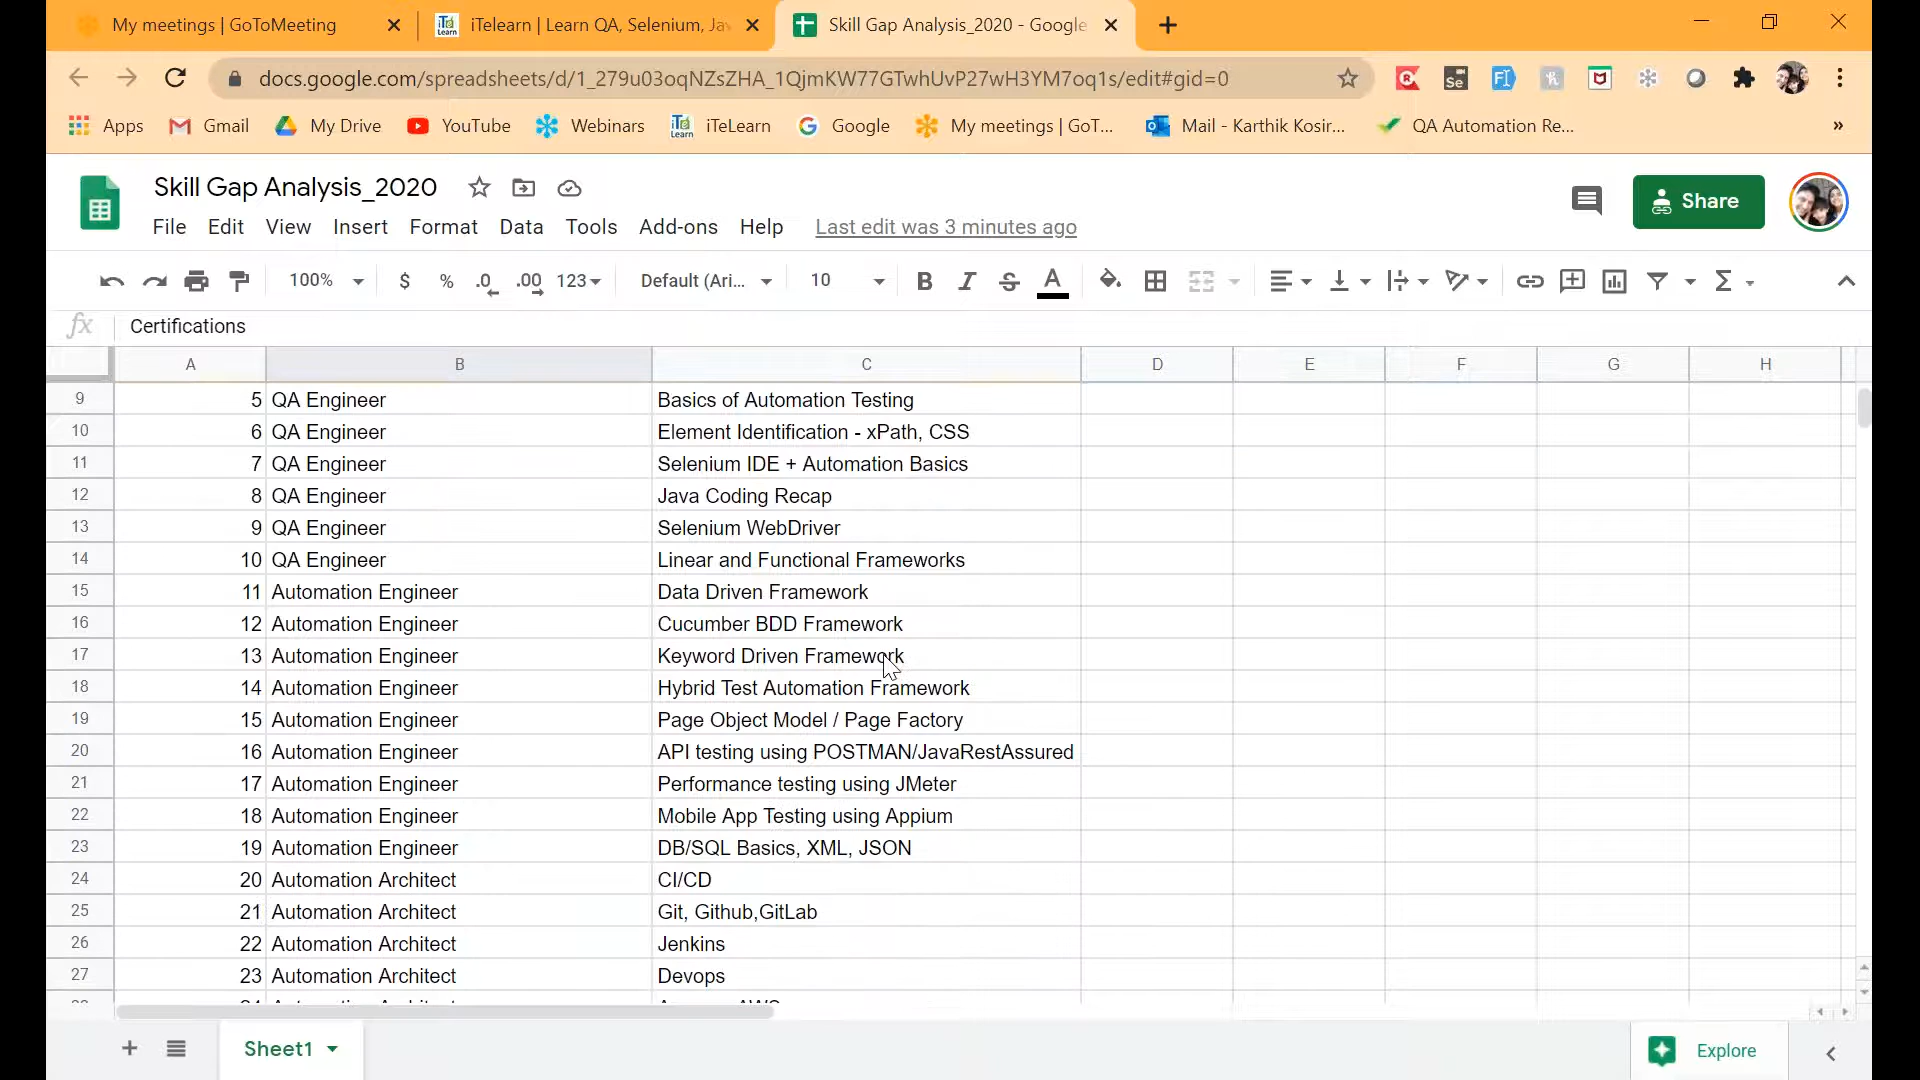 My meetings | GoToMeeting
iTelearn | Learn QA, Selenium, Jav
Skill Gap Analysis_2020 - Google
docs.google.com/spreadsheets/d/1_279u03oqNZsZHA_1QjmKW77GTwhUvP27wH3YM7oq1s/edit#gid=0
Apps Gmail My Drive YouTube Webinars iTeLearn Google My meetings | GoT... Mail - Karthik Kosir... QA Automation Re... »
Skill Gap Analysis_2020
Share
File Edit View Insert Format Data Tools Add-ons Help Last edit was 3 minutes ago
100% $ % .0 .00 123 Default (Ari... 10 B I S A Σ
fx Certifications
A B C D E F G H
9 5 QA Engineer Basics of Automation Testing
10 6 QA Engineer Element Identification - xPath, CSS
11 7 QA Engineer Selenium IDE + Automation Basics
12 8 QA Engineer Java Coding Recap
13 9 QA Engineer Selenium WebDriver
14 10 QA Engineer Linear and Functional Frameworks
15 11 Automation Engineer Data Driven Framework
16 12 Automation Engineer Cucumber BDD Framework
17 13 Automation Engineer Keyword Driven Framework
18 14 Automation Engineer Hybrid Test Automation Framework
19 15 Automation Engineer Page Object Model / Page Factory
20 16 Automation Engineer API testing using POSTMAN/JavaRestAssured
21 17 Automation Engineer Performance testing using JMeter
22 18 Automation Engineer Mobile App Testing using Appium
23 19 Automation Engineer DB/SQL Basics, XML, JSON
24 20 Automation Architect CI/CD
25 21 Automation Architect Git, Github,GitLab
26 22 Automation Architect Jenkins
27 23 Automation Architect Devops
Sheet1
Explore